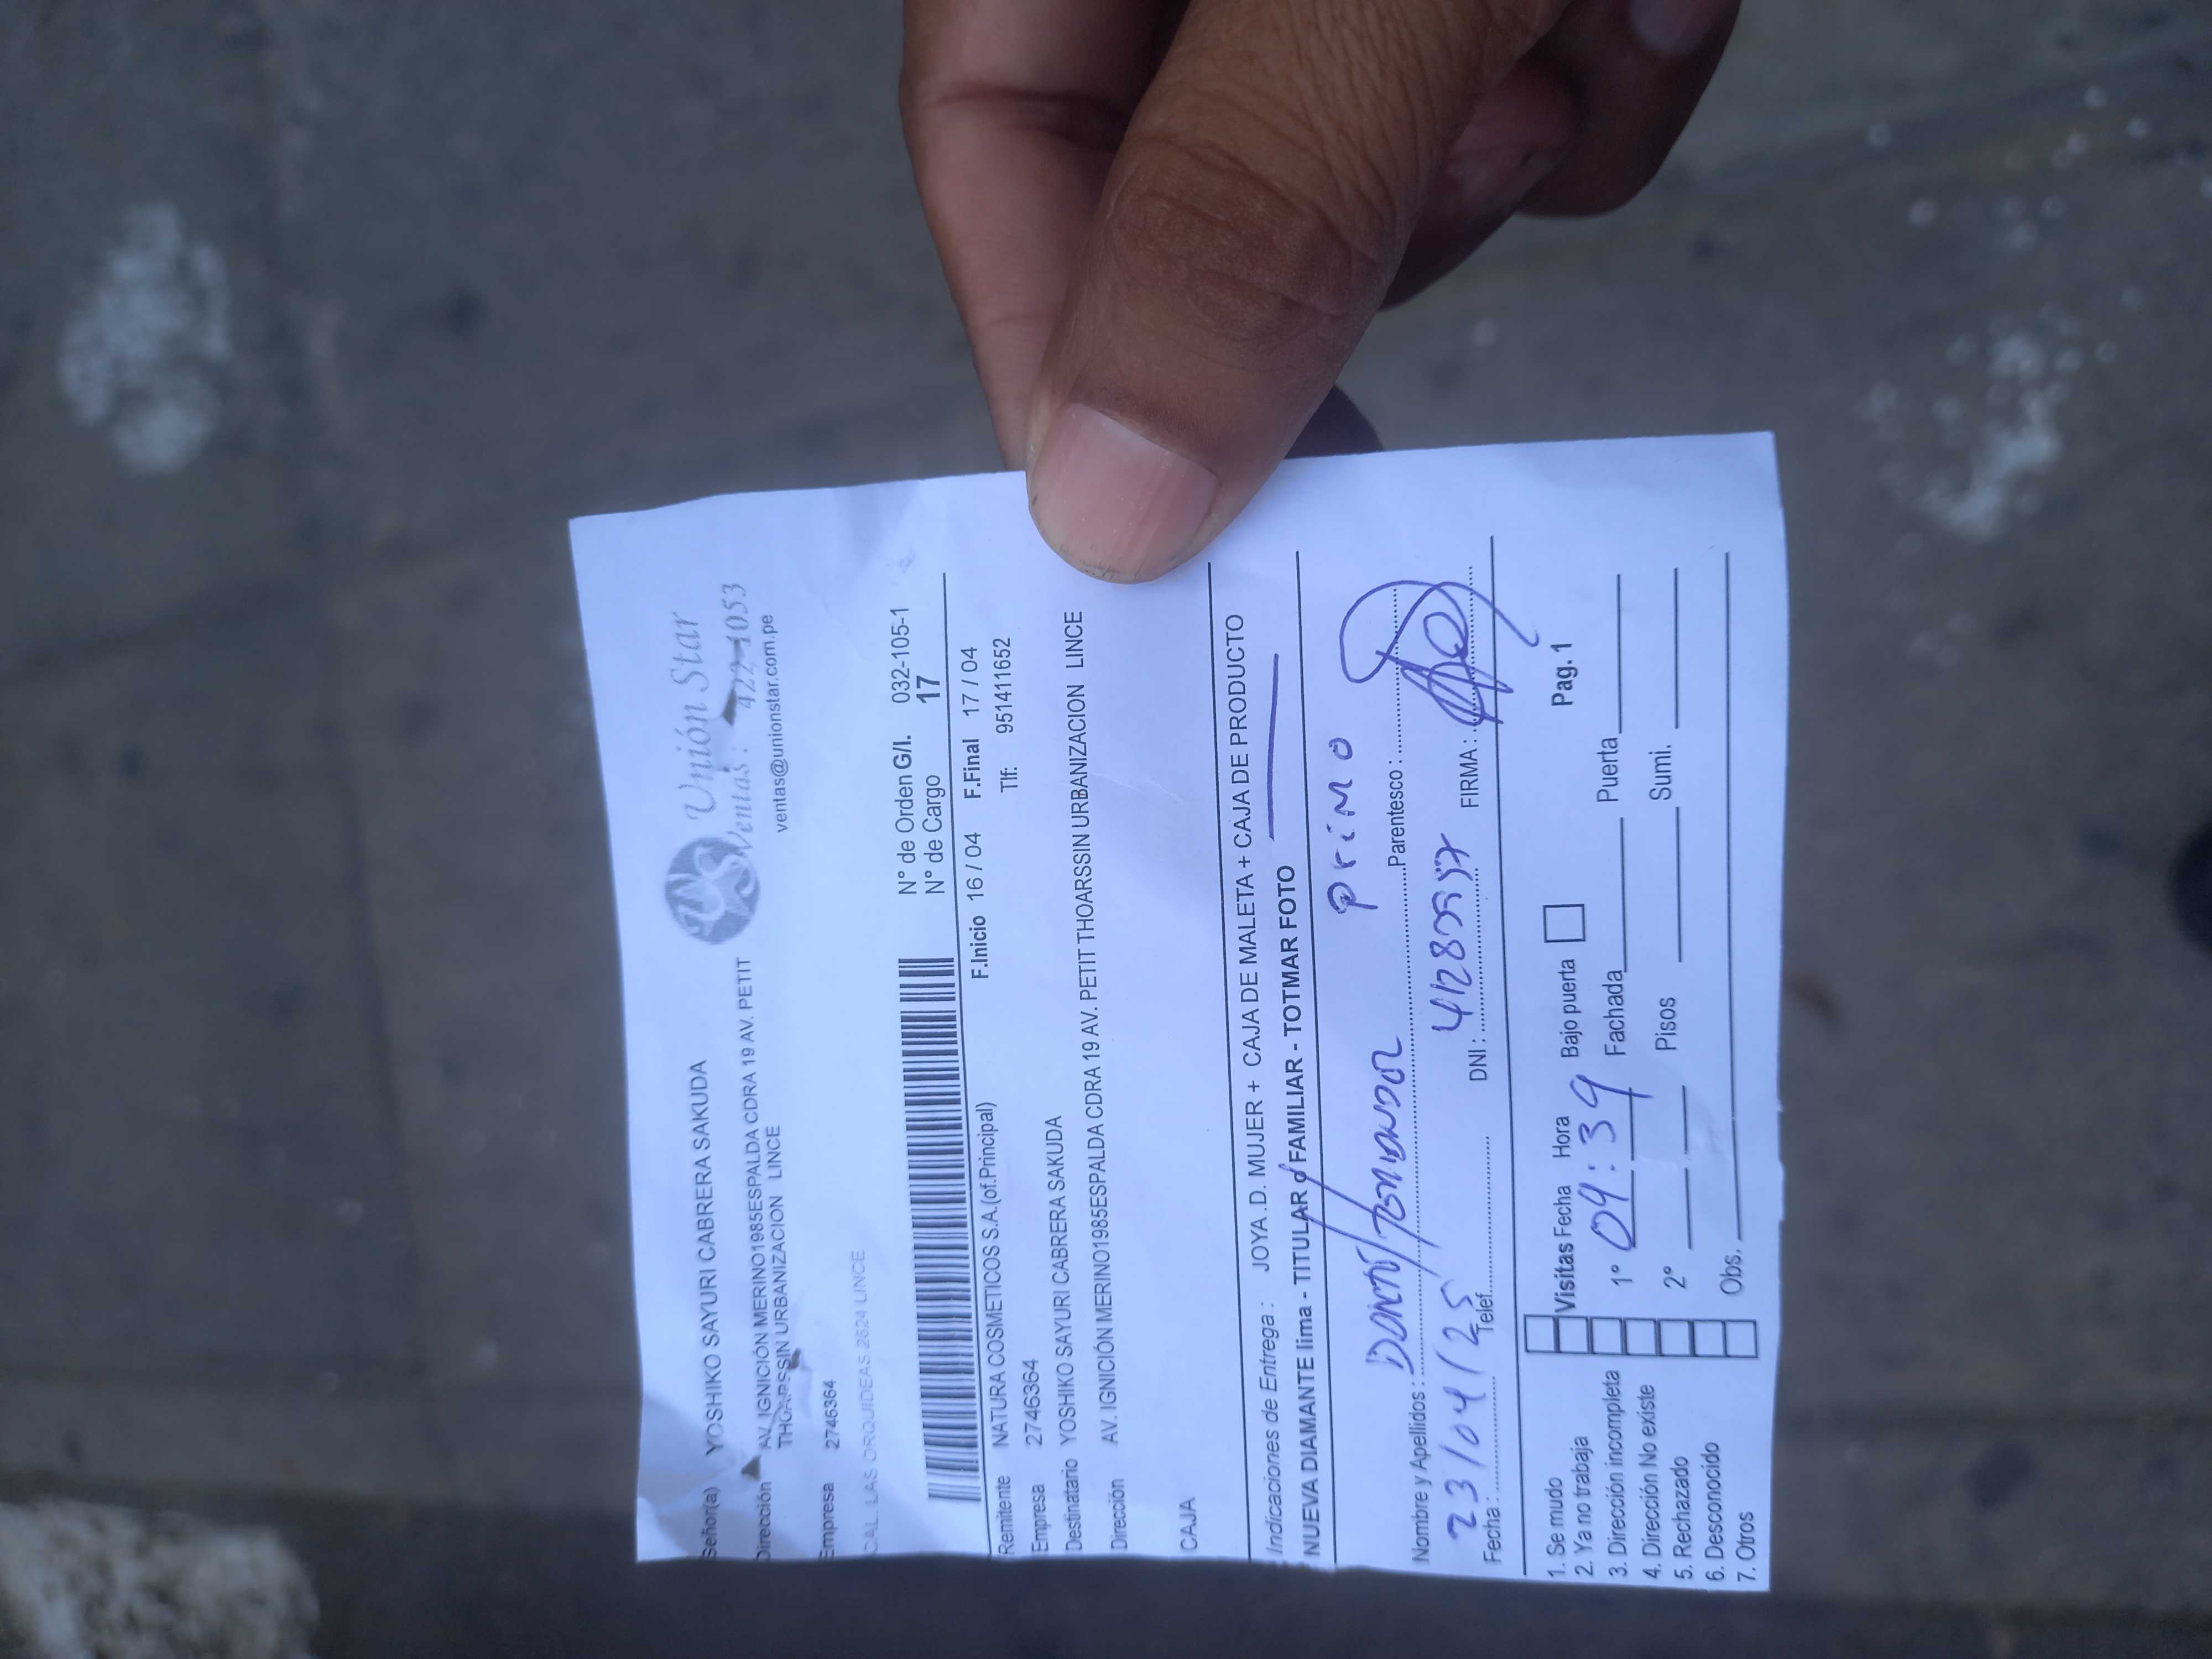 Unión Star
Ventas: 422-1053
ventas@unionstar.com.pe
Señor(a) YOSHIKO SAYURI CABRERA SAKUDA
Dirección AV. IGNICIÓN MERINO1985ESPALDA CDRA 19 AV. PETIT
THOARSSIN URBANIZACION LINCE
Empresa 2746364
CAL. LAS ORQUIDEAS 2624 LINCE
N° de Orden G/I. 032-105-1
N° de Cargo 17
F.Inicio 16 / 04 F.Final 17 / 04
Remitente NATURA COSMETICOS S.A.(of.Principal)
Tlf: 951411652
Empresa 2746364
Destinatario YOSHIKO SAYURI CABRERA SAKUDA
Dirección AV. IGNICIÓN MERINO1985ESPALDA CDRA 19 AV. PETIT THOARSSIN URBANIZACION LINCE
CAJA
Indicaciones de Entrega : JOYA .D. MUJER + CAJA DE MALETA + CAJA DE PRODUCTO
NUEVA DIAMANTE lima - TITULAR o FAMILIAR - TOTMAR FOTO
Nombre y Apellidos : Parentesco : Primo
Fecha : 23/04/25 Telef. DNI : FIRMA :
1. Se mudo
2. Ya no trabaja
3. Dirección incompleta
4. Dirección No existe
5. Rechazado
6. Desconocido
7. Otros
Visitas Fecha Hora Bajo puerta Pag. 1
1° 09:39 Fachada Puerta
2° Pisos Sumi.
Obs.